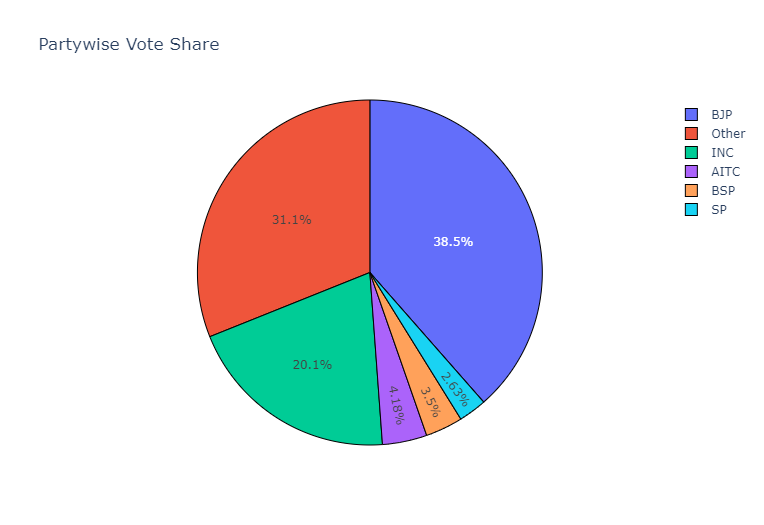 Partywise Vote Share
BJP
Other
INC
AITC
BSP
SP
31.1%
38.5%
20.1%
4.18%
3.5%
2.63%